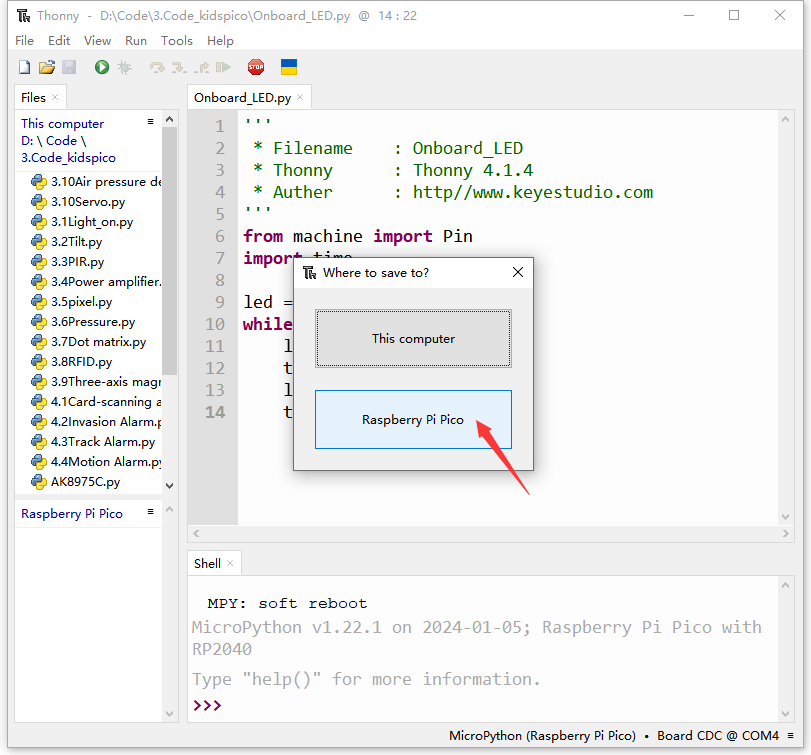 Thonny - D:\Code\3.Code_kidspico\Onboard_LED.py @ 14 : 22
File Edit View Run Tools Help
STOP
Files
This computer
D: \ Code \
3.Code_kidspico
3.10Air pressure de
3.10Servo.py
3.1Light_on.py
3.2Tilt.py
3.3PIR.py
3.4Power amplifier.
3.5pixel.py
3.6Pressure.py
3.7Dot matrix.py
3.8RFID.py
3.9Three-axis magr
4.1Card-scanning a
4.2Invasion Alarm.p
4.3Track Alarm.py
4.4Motion Alarm.py
AK8975C.py
Raspberry Pi Pico
Onboard_LED.py
1 '''
2 * Filename : Onboard_LED
3 * Thonny : Thonny 4.1.4
4 * Auther : http//www.keyestudio.com
5 '''
6 from machine import Pin
7 import time
8
9 led =
10 while
11 l
12 t
13 l
14 t
Where to save to?
This computer
Raspberry Pi Pico
Shell
MPY: soft reboot
MicroPython v1.22.1 on 2024-01-05; Raspberry Pi Pico with
RP2040
Type "help()" for more information.
>>>
MicroPython (Raspberry Pi Pico) • Board CDC @ COM4 ≡